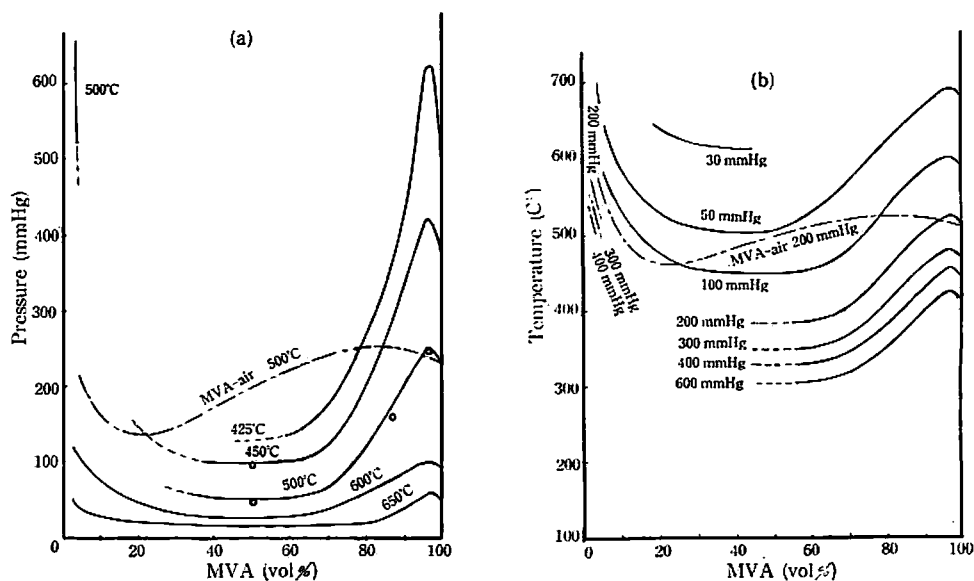 (a)
600
500
400
300
200
100
0
Pressure (mmHg)
500℃
MVA-air 500℃
425℃
450℃
500℃
600℃
650℃
20
40
60
80
100
MVA (vol%)
(b)
700
600
500
400
300
200
100
Temperature (C°)
200 mmHg
300 mmHg
400 mmHg
30 mmHg
50 mmHg
MVA-air 200 mmHg
100 mmHg
200 mmHg
300 mmHg
400 mmHg
600 mmHg
0
20
40
60
80
100
MVA (vol%)